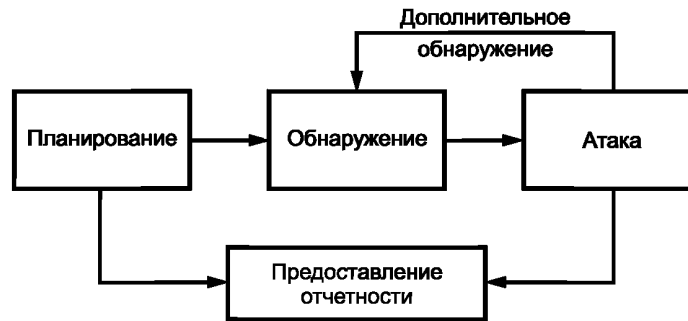 Дополнительное
обнаружение
Планирование
Обнаружение
Атака
Предоставление
отчетности